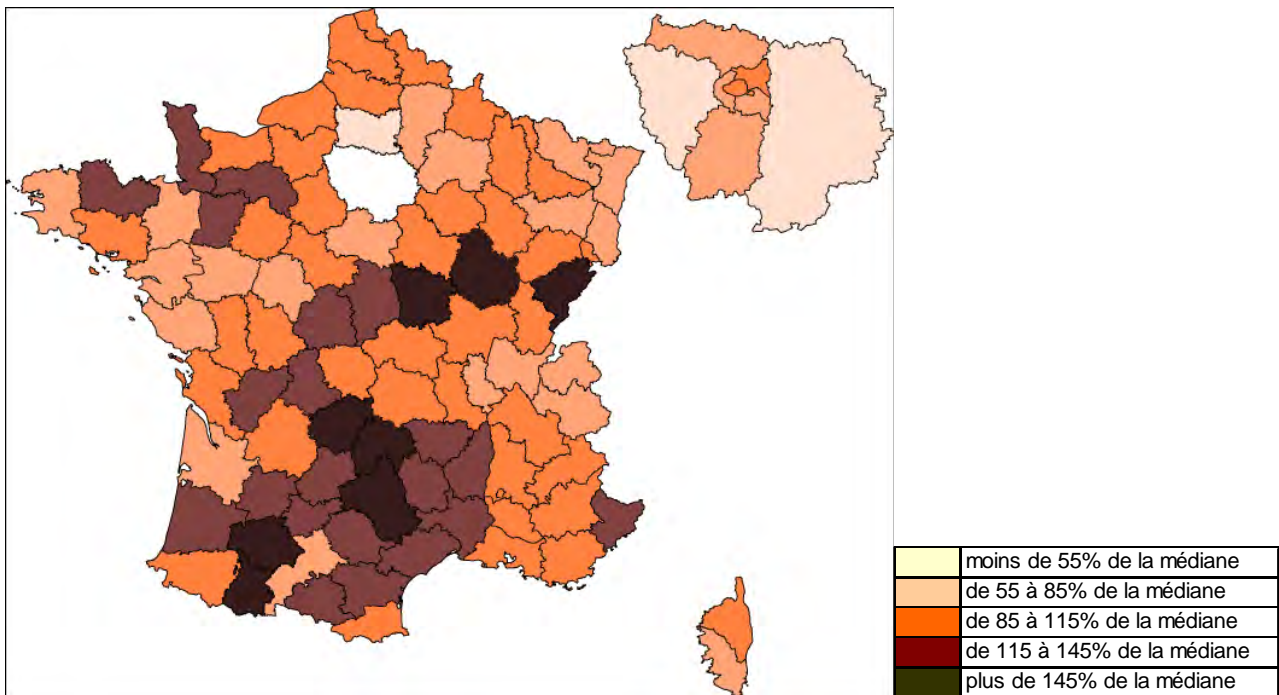 moins de 55% de la médiane
de 55 à 85% de la médiane
de 85 à 115% de la médiane
de 115 à 145% de la médiane
plus de 145% de la médiane